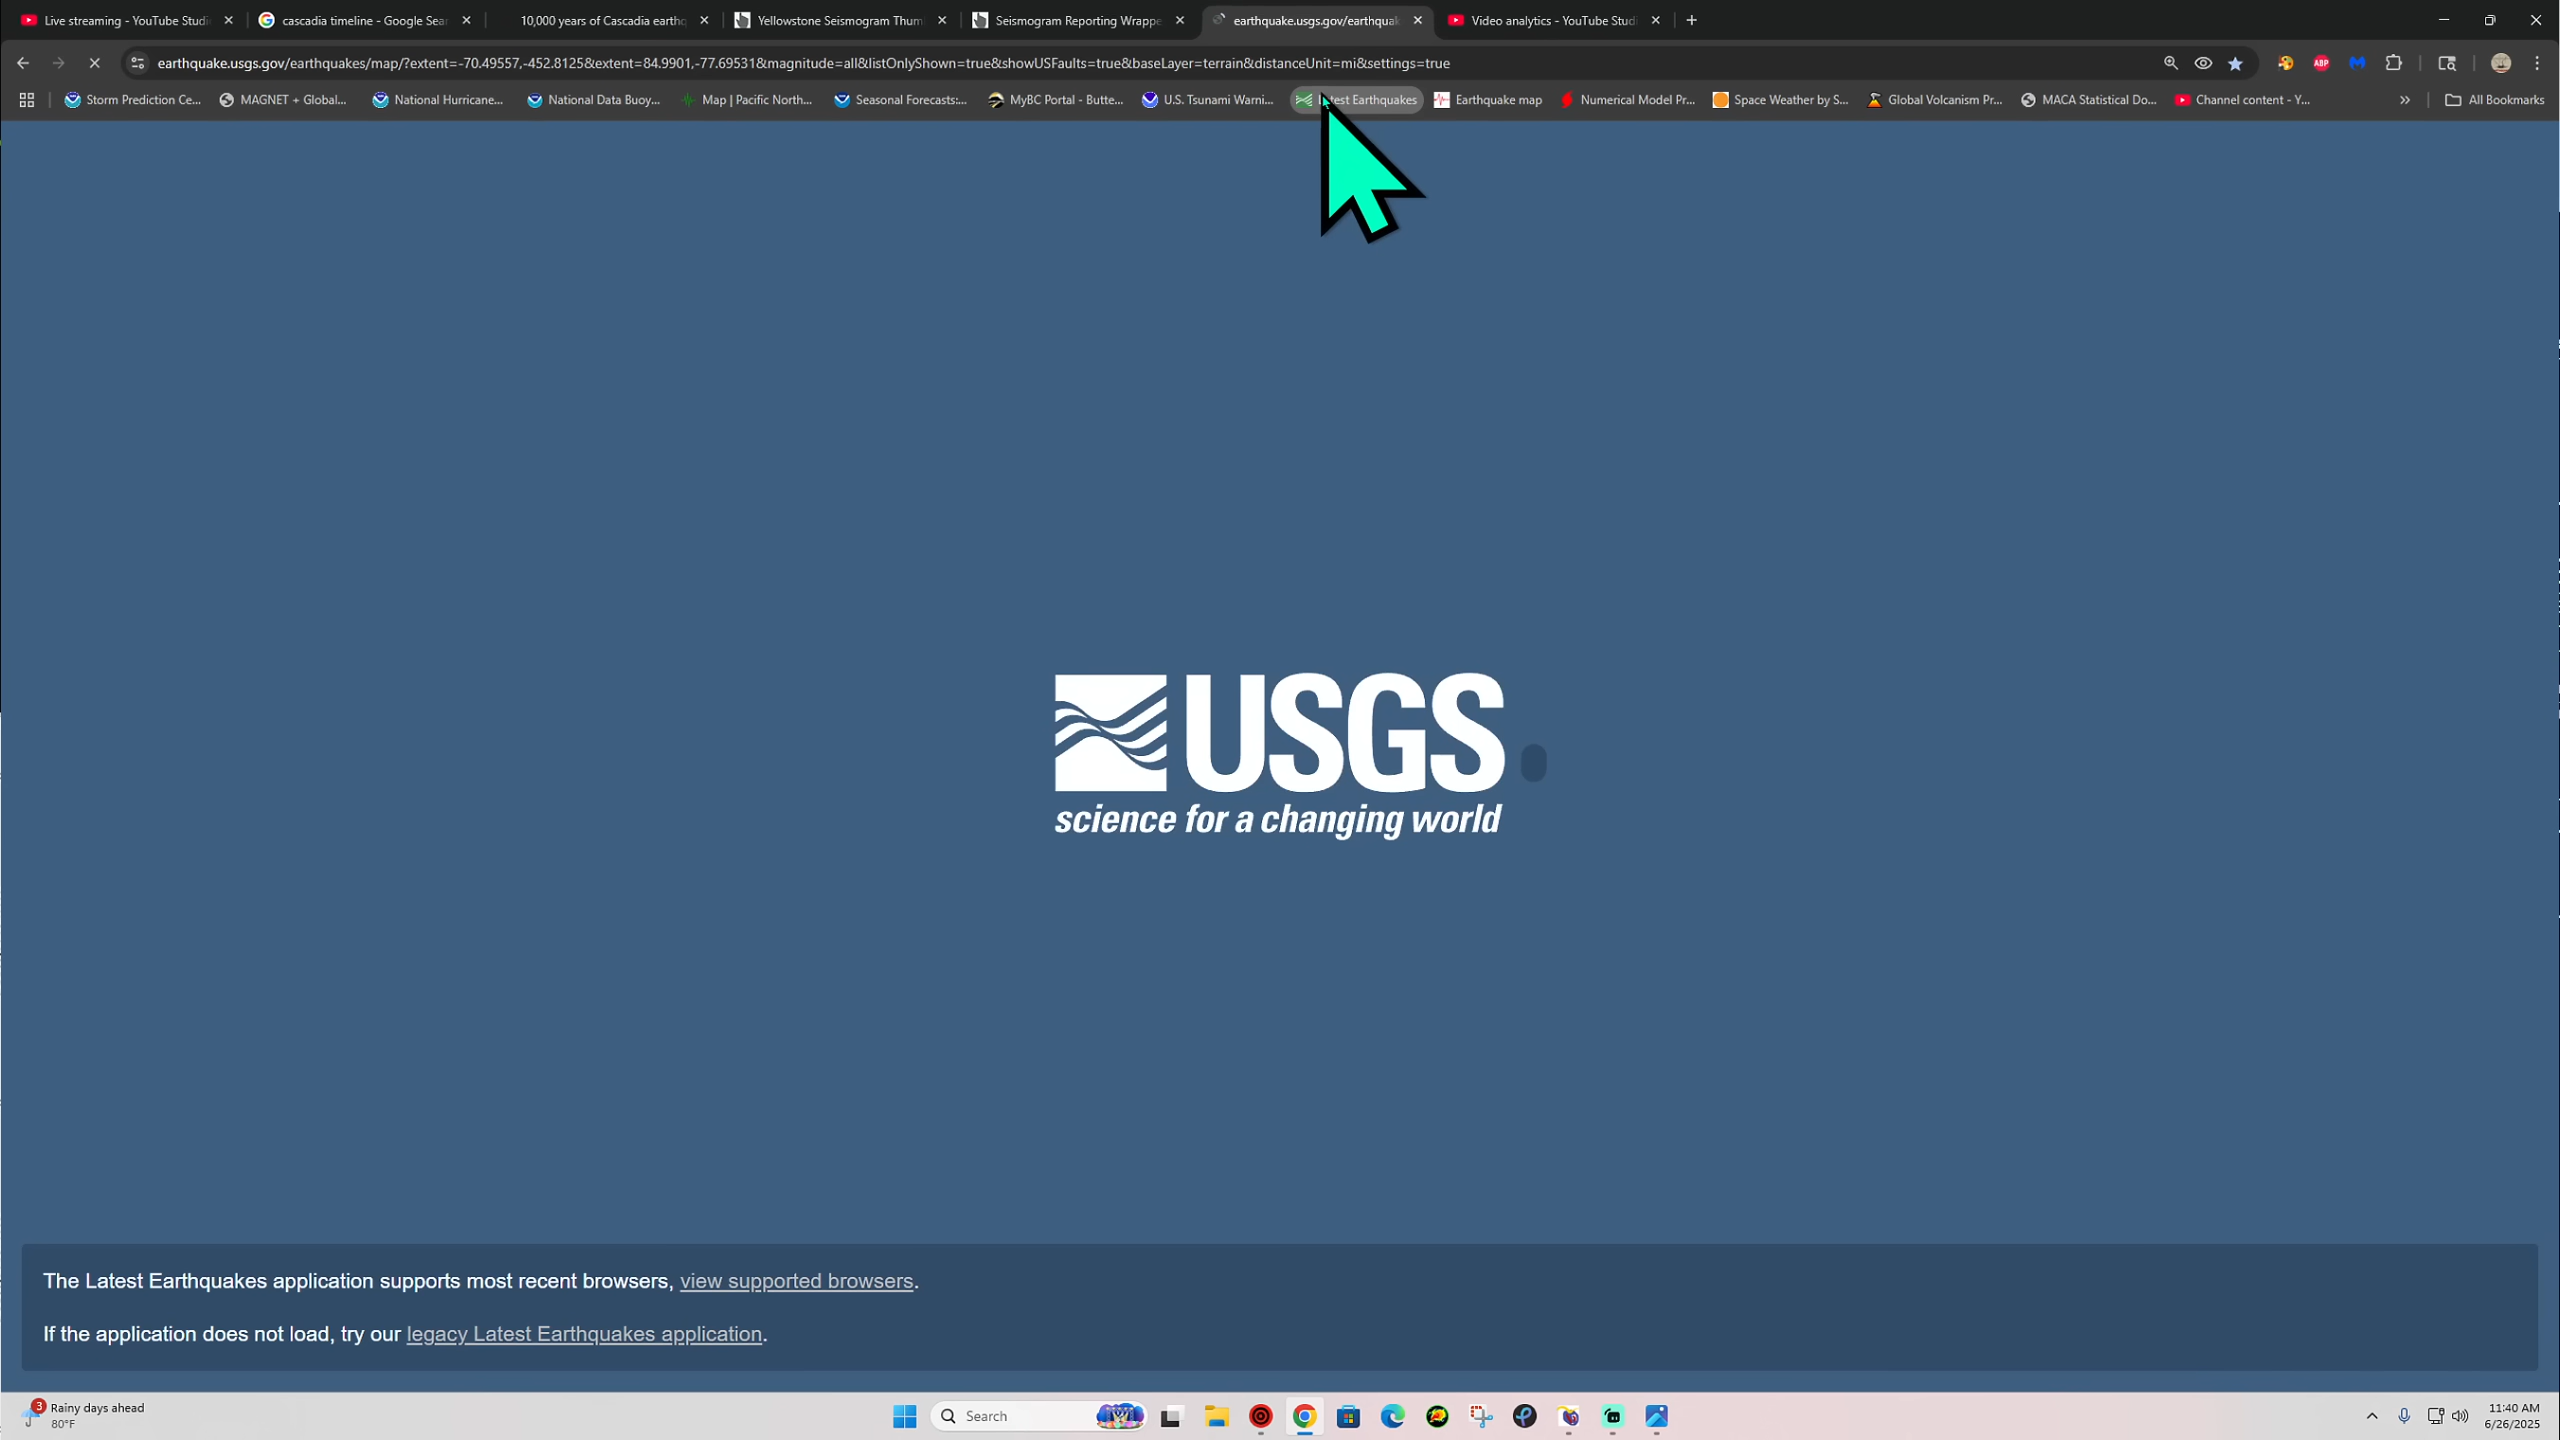 Live streaming - YouTube Studi
cascadia timeline - Google Sear
10,000 years of Cascadia earthq
Yellowstone Seismogram Thum
Seismogram Reporting Wrappe
earthquake.usgs.gov/earthquak
Video analytics - YouTube Studi
earthquake.usgs.gov/earthquakes/map/?extent=-70.49557,-452.8125&extent=84.9901,-77.69531&magnitude=all&listOnlyShown=true&showUSFaults=true&baseLayer=terrain&distanceUnit=mi&settings=true
ABP
Storm Prediction Ce...
MAGNET + Global...
National Hurricane...
National Data Buoy...
Map | Pacific North...
Seasonal Forecasts:...
MyBC Portal - Butte...
U.S. Tsunami Warni...
Latest Earthquakes
Earthquake map
Numerical Model Pr...
Space Weather by S...
Global Volcanism Pr...
MACA Statistical Do...
Channel content - Y...
All Bookmarks
USGS
science for a changing world
The Latest Earthquakes application supports most recent browsers, view supported browsers.
If the application does not load, try our legacy Latest Earthquakes application.
3
Rainy days ahead
80°F
Search
11:40 AM
6/26/2025